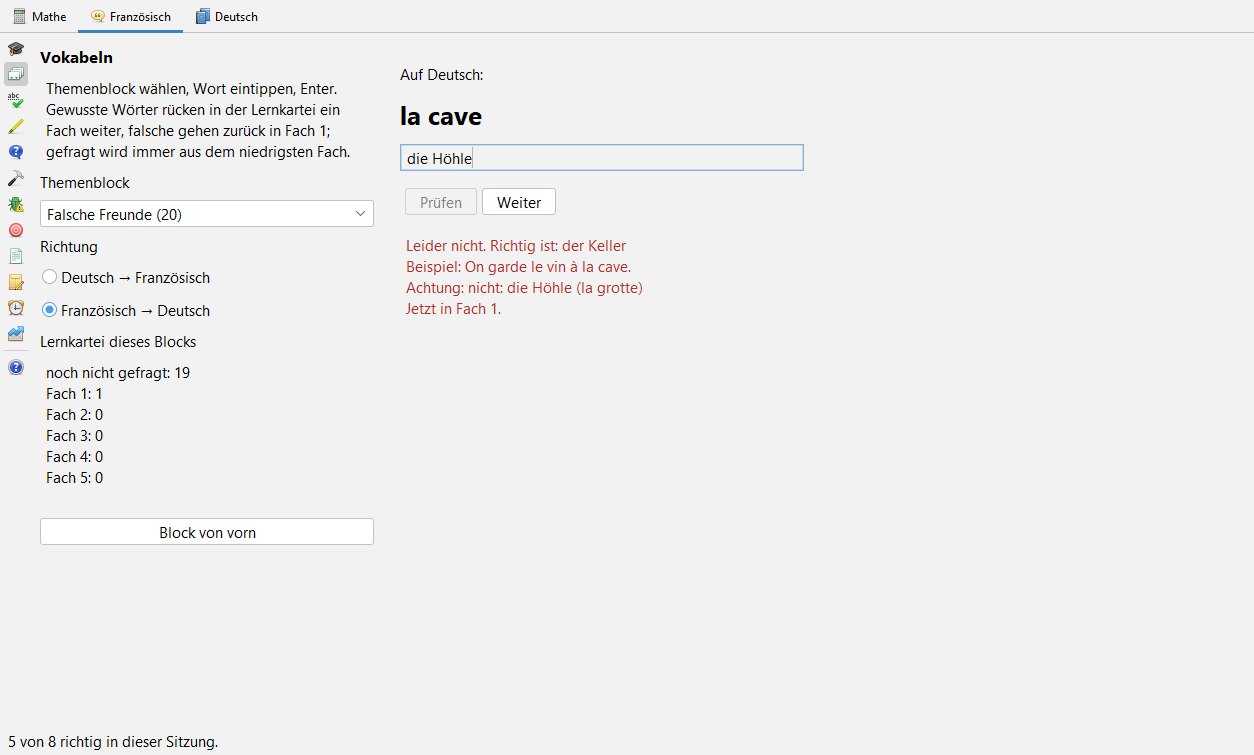 Mathe
Französisch
Deutsch
Vokabeln
Themenblock wählen, Wort eintippen, Enter.
Gewusste Wörter rücken in der Lernkartei ein
Fach weiter, falsche gehen zurück in Fach 1;
gefragt wird immer aus dem niedrigsten Fach.
Themenblock
Falsche Freunde (20)
Richtung
Deutsch → Französisch
Französisch → Deutsch
Lernkartei dieses Blocks
noch nicht gefragt: 19
Fach 1: 1
Fach 2: 0
Fach 3: 0
Fach 4: 0
Fach 5: 0
Block von vorn
Auf Deutsch:
la cave
die Höhle
Prüfen
Weiter
Leider nicht. Richtig ist: der Keller
Beispiel: On garde le vin à la cave.
Achtung: nicht: die Höhle (la grotte)
Jetzt in Fach 1.
5 von 8 richtig in dieser Sitzung.